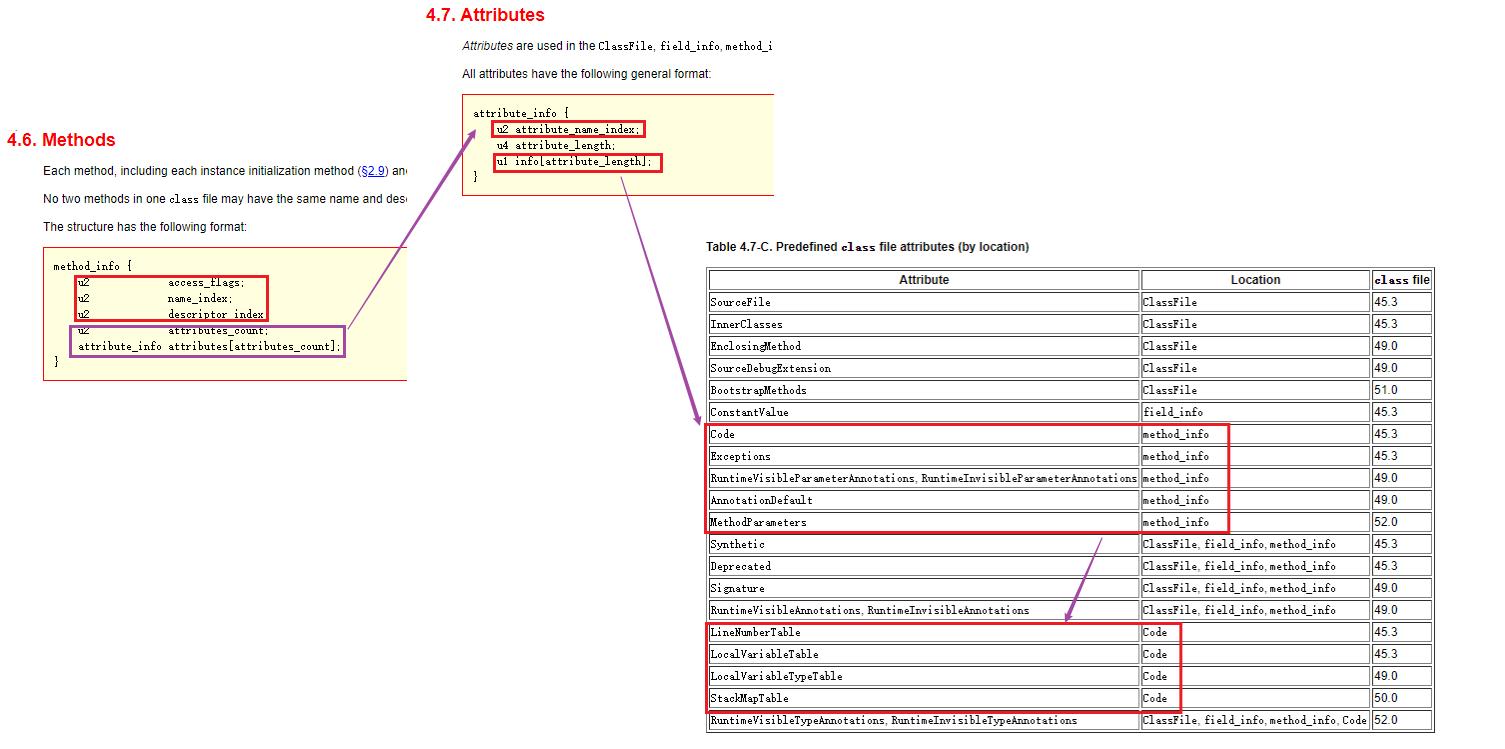 4.7. Attributes
Attributes are used in the ClassFile, field_info, method_i
All attributes have the following general format:
attribute_info {
u2 attribute_name_index;
u4 attribute_length;
u1 info[attribute_length];
}
4.6. Methods
Each method, including each instance initialization method (§2.9) and
No two methods in one class file may have the same name and desc
The structure has the following format:
method_info {
u2 access_flags;
u2 name_index;
u2 descriptor_index
u2 attributes_count;
attribute_info attributes[attributes_count];
}
Table 4.7-C. Predefined class file attributes (by location)
Attribute Location class file
SourceFile ClassFile 45.3
InnerClasses ClassFile 45.3
EnclosingMethod ClassFile 49.0
SourceDebugExtension ClassFile 49.0
BootstrapMethods ClassFile 51.0
ConstantValue field_info 45.3
Code method_info 45.3
Exceptions method_info 45.3
RuntimeVisibleParameterAnnotations, RuntimeInvisibleParameterAnnotations method_info 49.0
AnnotationDefault method_info 49.0
MethodParameters method_info 52.0
Synthetic ClassFile, field_info, method_info 45.3
Deprecated ClassFile, field_info, method_info 45.3
Signature ClassFile, field_info, method_info 49.0
RuntimeVisibleAnnotations, RuntimeInvisibleAnnotations ClassFile, field_info, method_info 49.0
LineNumberTable Code 45.3
LocalVariableTable Code 45.3
LocalVariableTypeTable Code 49.0
StackMapTable Code 50.0
RuntimeVisibleTypeAnnotations, RuntimeInvisibleTypeAnnotations ClassFile, field_info, method_info, Code 52.0